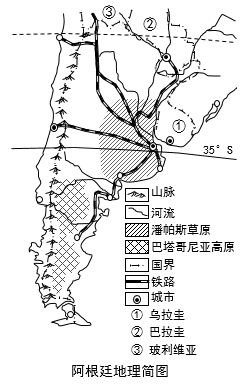 ③
②
①
35°S
山脉
河流
潘帕斯草原
巴塔哥尼亚高原
国界
铁路
城市
① 乌拉圭
② 巴拉圭
③ 玻利维亚
阿根廷地理简图